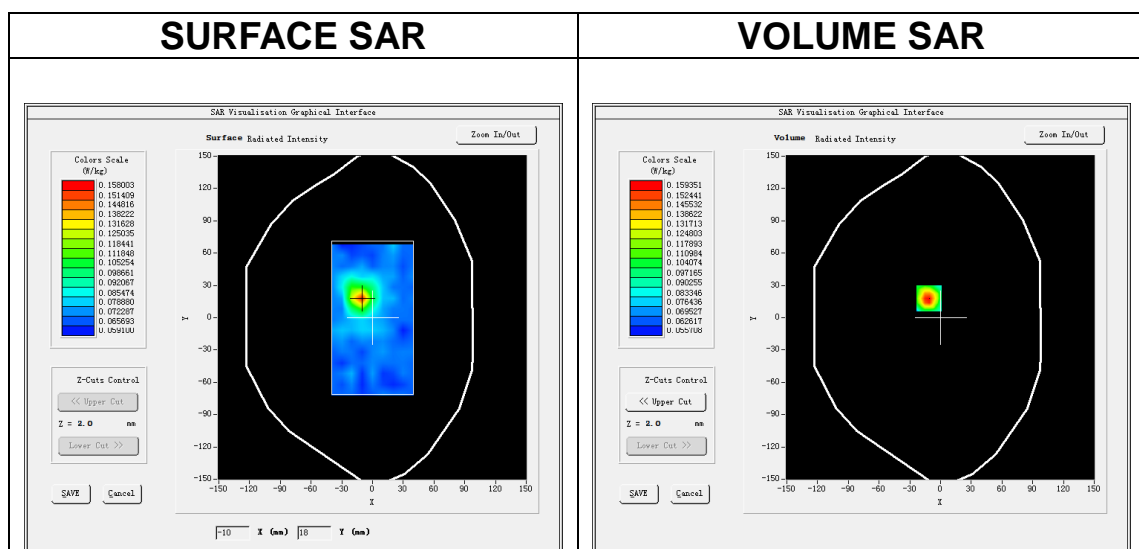 SURFACE SAR
VOLUME SAR
SAR Visualisation Graphical Interface
Surface Radiated Intensity
Zoom In/Out
Colors Scale
(W/kg)
0.158003
0.151409
0.144816
0.138222
0.131628
0.125035
0.118441
0.111848
0.105254
0.098661
0.092067
0.085474
0.078880
0.072287
0.065693
0.059100
150
120
90
60
30
0
-30
-60
-90
-120
-150
Y
-150 -120 -90 -60 -30 0 30 60 90 120 150
X
Z-Cuts Control
<< Upper Cut
Z = 2.0 mm
Lower Cut >>
SAVE Cancel
-10 X (mm) 18 Y (mm)
SAR Visualisation Graphical Interface
Volume Radiated Intensity
Zoom In/Out
Colors Scale
(W/kg)
0.159351
0.152441
0.145532
0.138622
0.131713
0.124803
0.117893
0.110984
0.104074
0.097165
0.090255
0.083346
0.076436
0.069527
0.062617
0.055708
150
120
90
60
30
0
-30
-60
-90
-120
-150
Y
-150 -120 -90 -60 -30 0 30 60 90 120 150
X
Z-Cuts Control
<< Upper Cut
Z = 2.0 mm
Lower Cut >>
SAVE Cancel